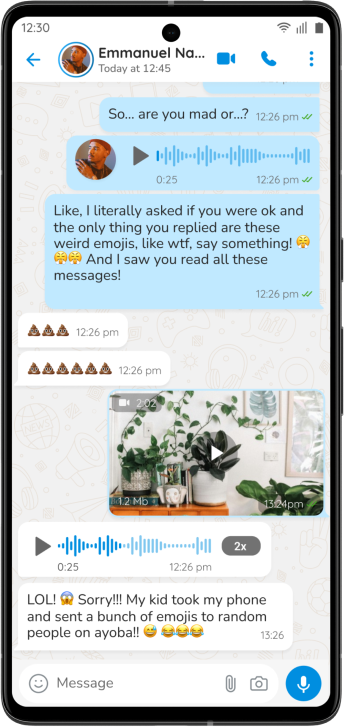 12:30
Emmanuel Na...
Today at 12:45
So... are you mad or...? 12:26 pm
0:25 12:26 pm
Like, I literally asked if you were ok and
the only thing you replied are these
weird emojis, like wtf, say something! 😤
😤😤 And I saw you read all these
messages!
12:26 pm
💩💩💩 12:26 pm
💩💩💩💩💩💩 12:26 pm
2:02
1.2 Mb 13:24pm
2x
0:25 12:26 pm
LOL! 😱 Sorry!!! My kid took my phone
and sent a bunch of emojis to random
people on ayoba!! 😅 😂😂😂 13:26
Message